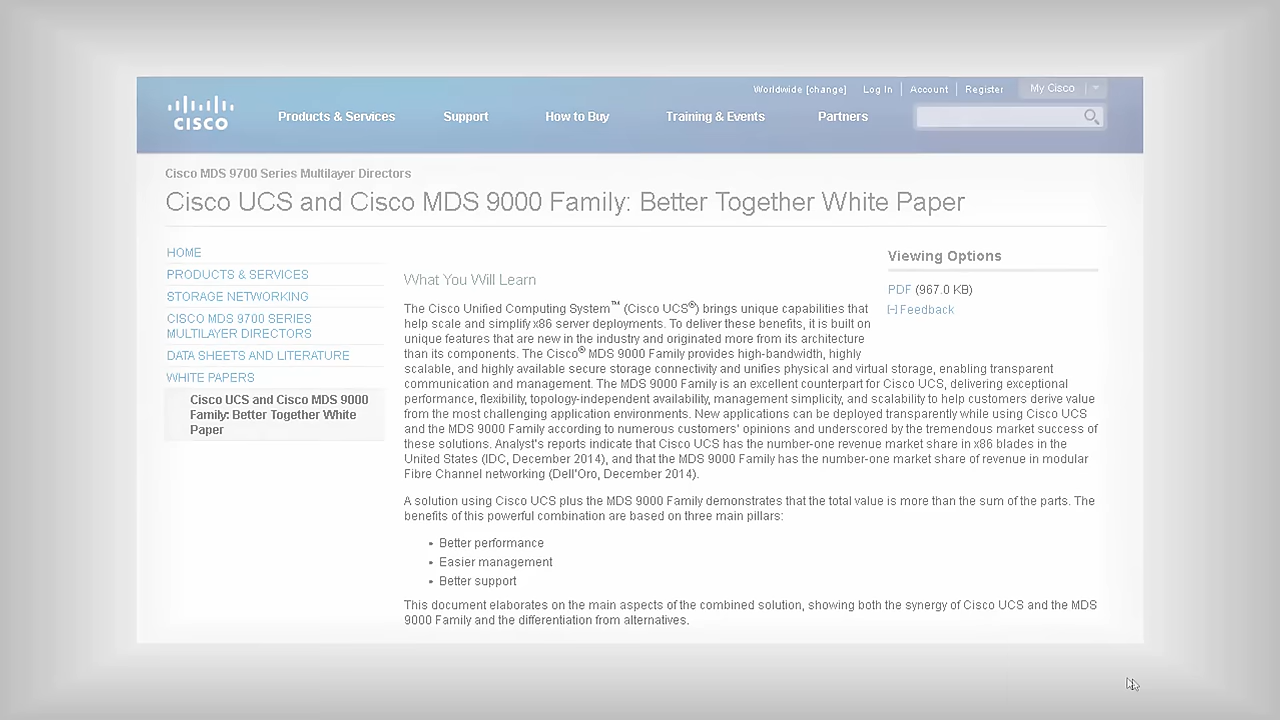 Worldwide [change] Log In Account Register My Cisco
CISCO
Products & Services Support How to Buy Training & Events Partners
Cisco MDS 9700 Series Multilayer Directors
Cisco UCS and Cisco MDS 9000 Family: Better Together White Paper
HOME
PRODUCTS & SERVICES
STORAGE NETWORKING
CISCO MDS 9700 SERIES
MULTILAYER DIRECTORS
DATA SHEETS AND LITERATURE
WHITE PAPERS
Cisco UCS and Cisco MDS 9000
Family: Better Together White
Paper
What You Will Learn
The Cisco Unified Computing System™ (Cisco UCS®) brings unique capabilities that
help scale and simplify x86 server deployments. To deliver these benefits, it is built on
unique features that are new in the industry and originated more from its architecture
than its components. The Cisco® MDS 9000 Family provides high-bandwidth, highly
scalable, and highly available secure storage connectivity and unifies physical and virtual storage, enabling transparent
communication and management. The MDS 9000 Family is an excellent counterpart for Cisco UCS, delivering exceptional
performance, flexibility, topology-independent availability, management simplicity, and scalability to help customers derive value
from the most challenging application environments. New applications can be deployed transparently while using Cisco UCS
and the MDS 9000 Family according to numerous customers' opinions and underscored by the tremendous market success of
these solutions. Analyst's reports indicate that Cisco UCS has the number-one revenue market share in x86 blades in the
United States (IDC, December 2014), and that the MDS 9000 Family has the number-one market share of revenue in modular
Fibre Channel networking (Dell'Oro, December 2014).
A solution using Cisco UCS plus the MDS 9000 Family demonstrates that the total value is more than the sum of the parts. The
benefits of this powerful combination are based on three main pillars:
• Better performance
• Easier management
• Better support
This document elaborates on the main aspects of the combined solution, showing both the synergy of Cisco UCS and the MDS
9000 Family and the differentiation from alternatives.
Viewing Options
PDF (967.0 KB)
[-] Feedback